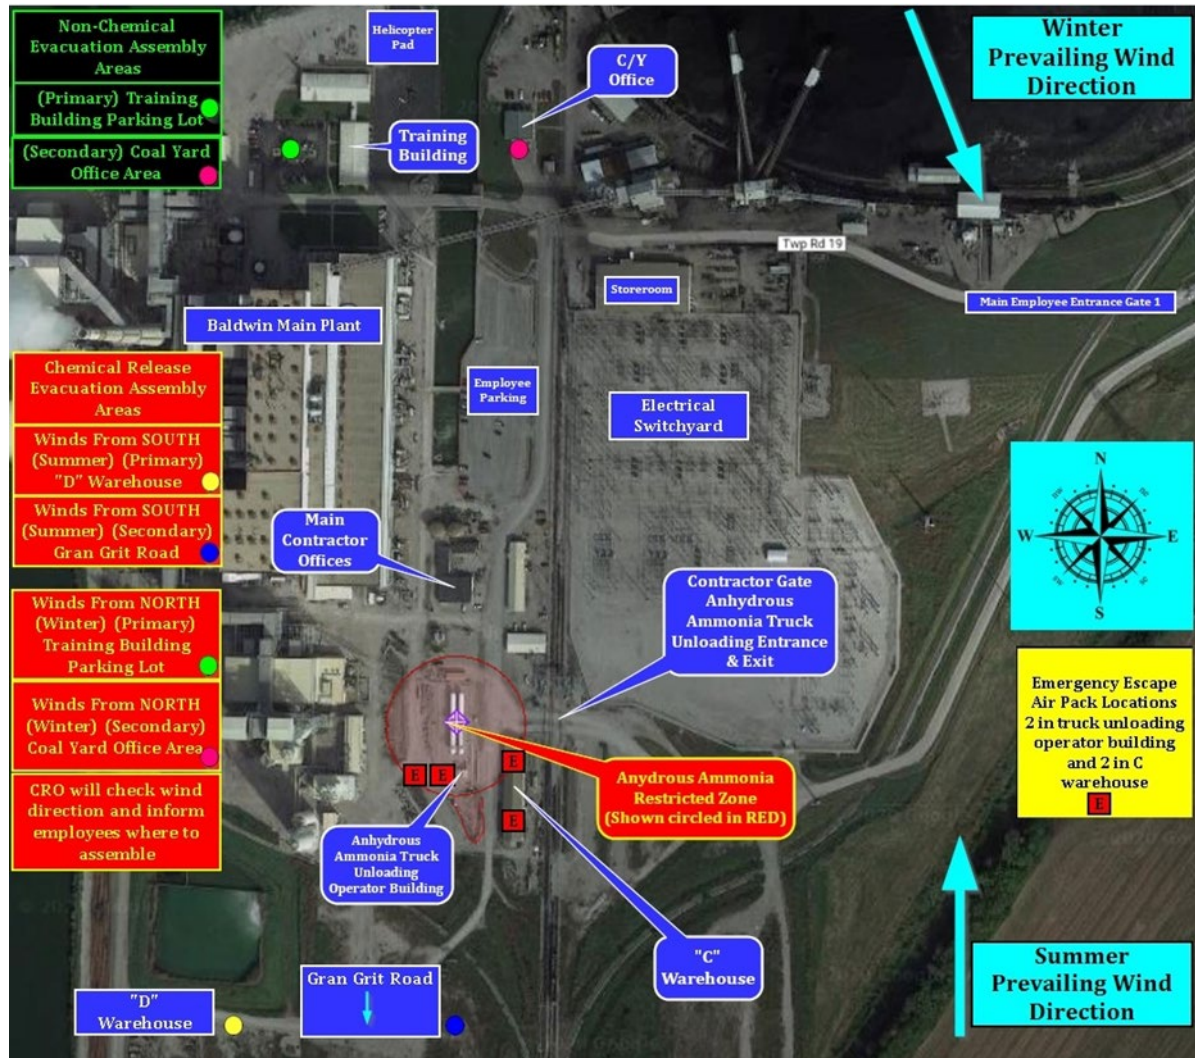 Non-Chemical
Evacuation Assembly
Areas
(Primary) Training
Building Parking Lot
(Secondary) Coal Yard
Office Area
Helicopter
Pad
C/Y
Office
Training
Building
Winter
Prevailing Wind
Direction
Twp Rd 19
Storeroom
Main Employee Entrance Gate 1
Baldwin Main Plant
Employee
Parking
Electrical
Switchyard
Chemical Release
Evacuation Assembly
Areas
Winds From SOUTH
(Summer) (Primary)
"D" Warehouse
Winds From SOUTH
(Summer) (Secondary)
Gran Grit Road
Winds From NORTH
(Winter) (Primary)
Training Building
Parking Lot
Winds From NORTH
(Winter) (Secondary)
Coal Yard Office Area
CRO will check wind
direction and inform
employees where to
assemble
Main
Contractor
Offices
Contractor Gate
Anhydrous
Ammonia Truck
Unloading Entrance
& Exit
N
W
E
S
Emergency Escape
Air Pack Locations
2 in truck unloading
operator building
and 2 in C
warehouse
E
E
E
E
E
Anydrous Ammonia
Restricted Zone
(Shown circled in RED)
Anhydrous
Ammonia Truck
Unloading
Operator Building
"C"
Warehouse
Gran Grit Road
"D"
Warehouse
Summer
Prevailing Wind
Direction